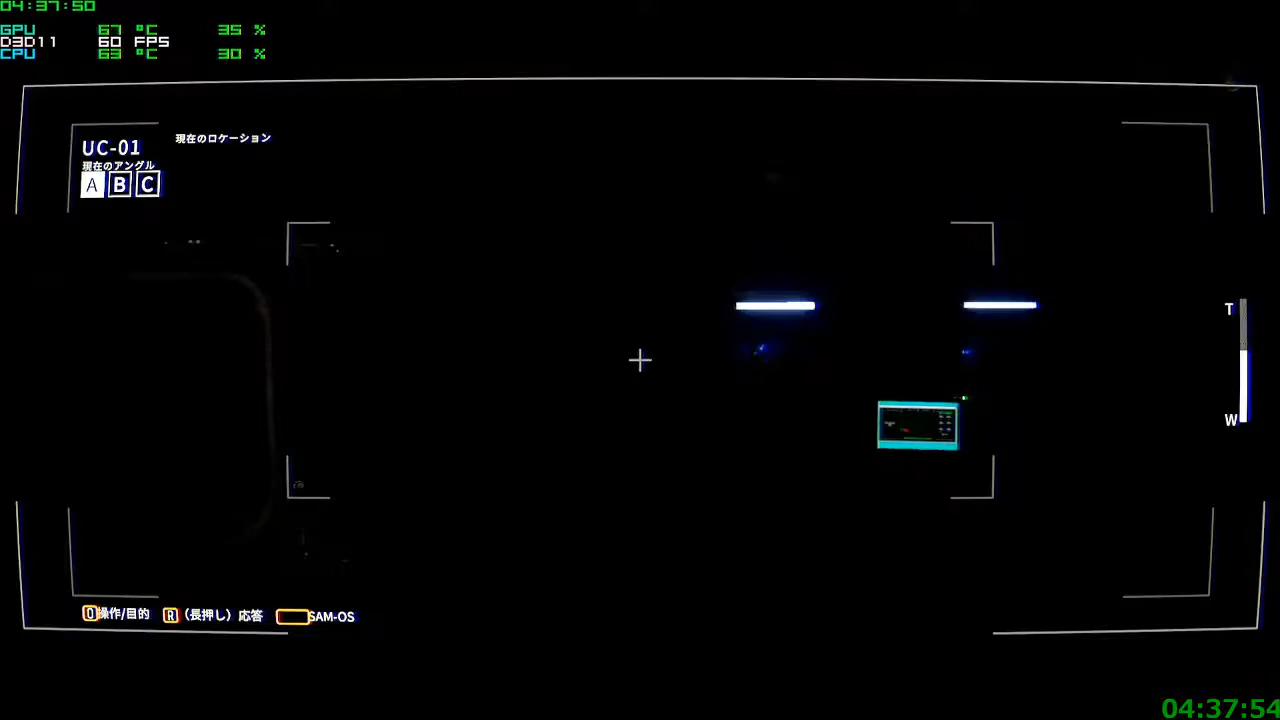 04:37:50
GPU 67 °C 35 %
D3D11 60 FPS
CPU 63 °C 30 %
UC-01
現在のロケーション
現在のアングル
A B C
T
W
O 操作/目的 R (長押し) 応答 SAM-OS
04:37:54